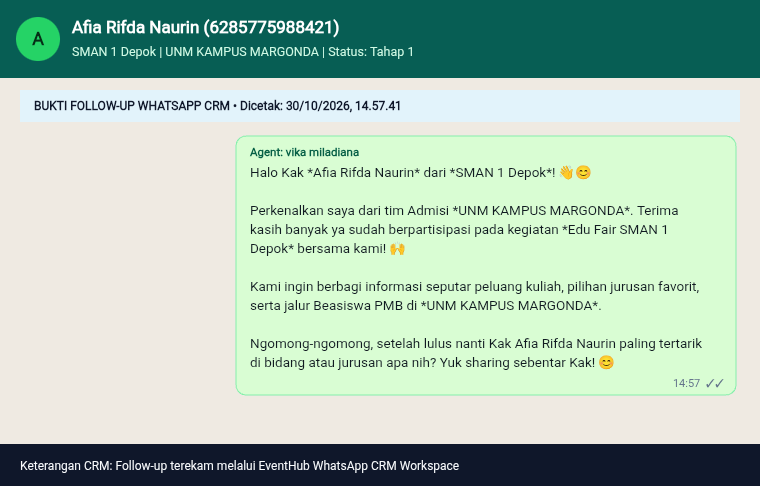 A
Afia Rifda Naurin (6285775988421)
SMAN 1 Depok | UNM KAMPUS MARGONDA | Status: Tahap 1
BUKTI FOLLOW-UP WHATSAPP CRM • Dicetak: 30/10/2026, 14.57.41
Agent: vika miladiana
Halo Kak *Afia Rifda Naurin* dari *SMAN 1 Depok*! 👋😊
Perkenalkan saya dari tim Admisi *UNM KAMPUS MARGONDA*. Terima
kasih banyak ya sudah berpartisipasi pada kegiatan *Edu Fair SMAN 1
Depok* bersama kami! 🙌
Kami ingin berbagi informasi seputar peluang kuliah, pilihan jurusan favorit,
serta jalur Beasiswa PMB di *UNM KAMPUS MARGONDA*.
Ngomong-ngomong, setelah lulus nanti Kak Afia Rifda Naurin paling tertarik
di bidang atau jurusan apa nih? Yuk sharing sebentar Kak! 😊
14:57 ✓✓
Keterangan CRM: Follow-up terekam melalui EventHub WhatsApp CRM Workspace